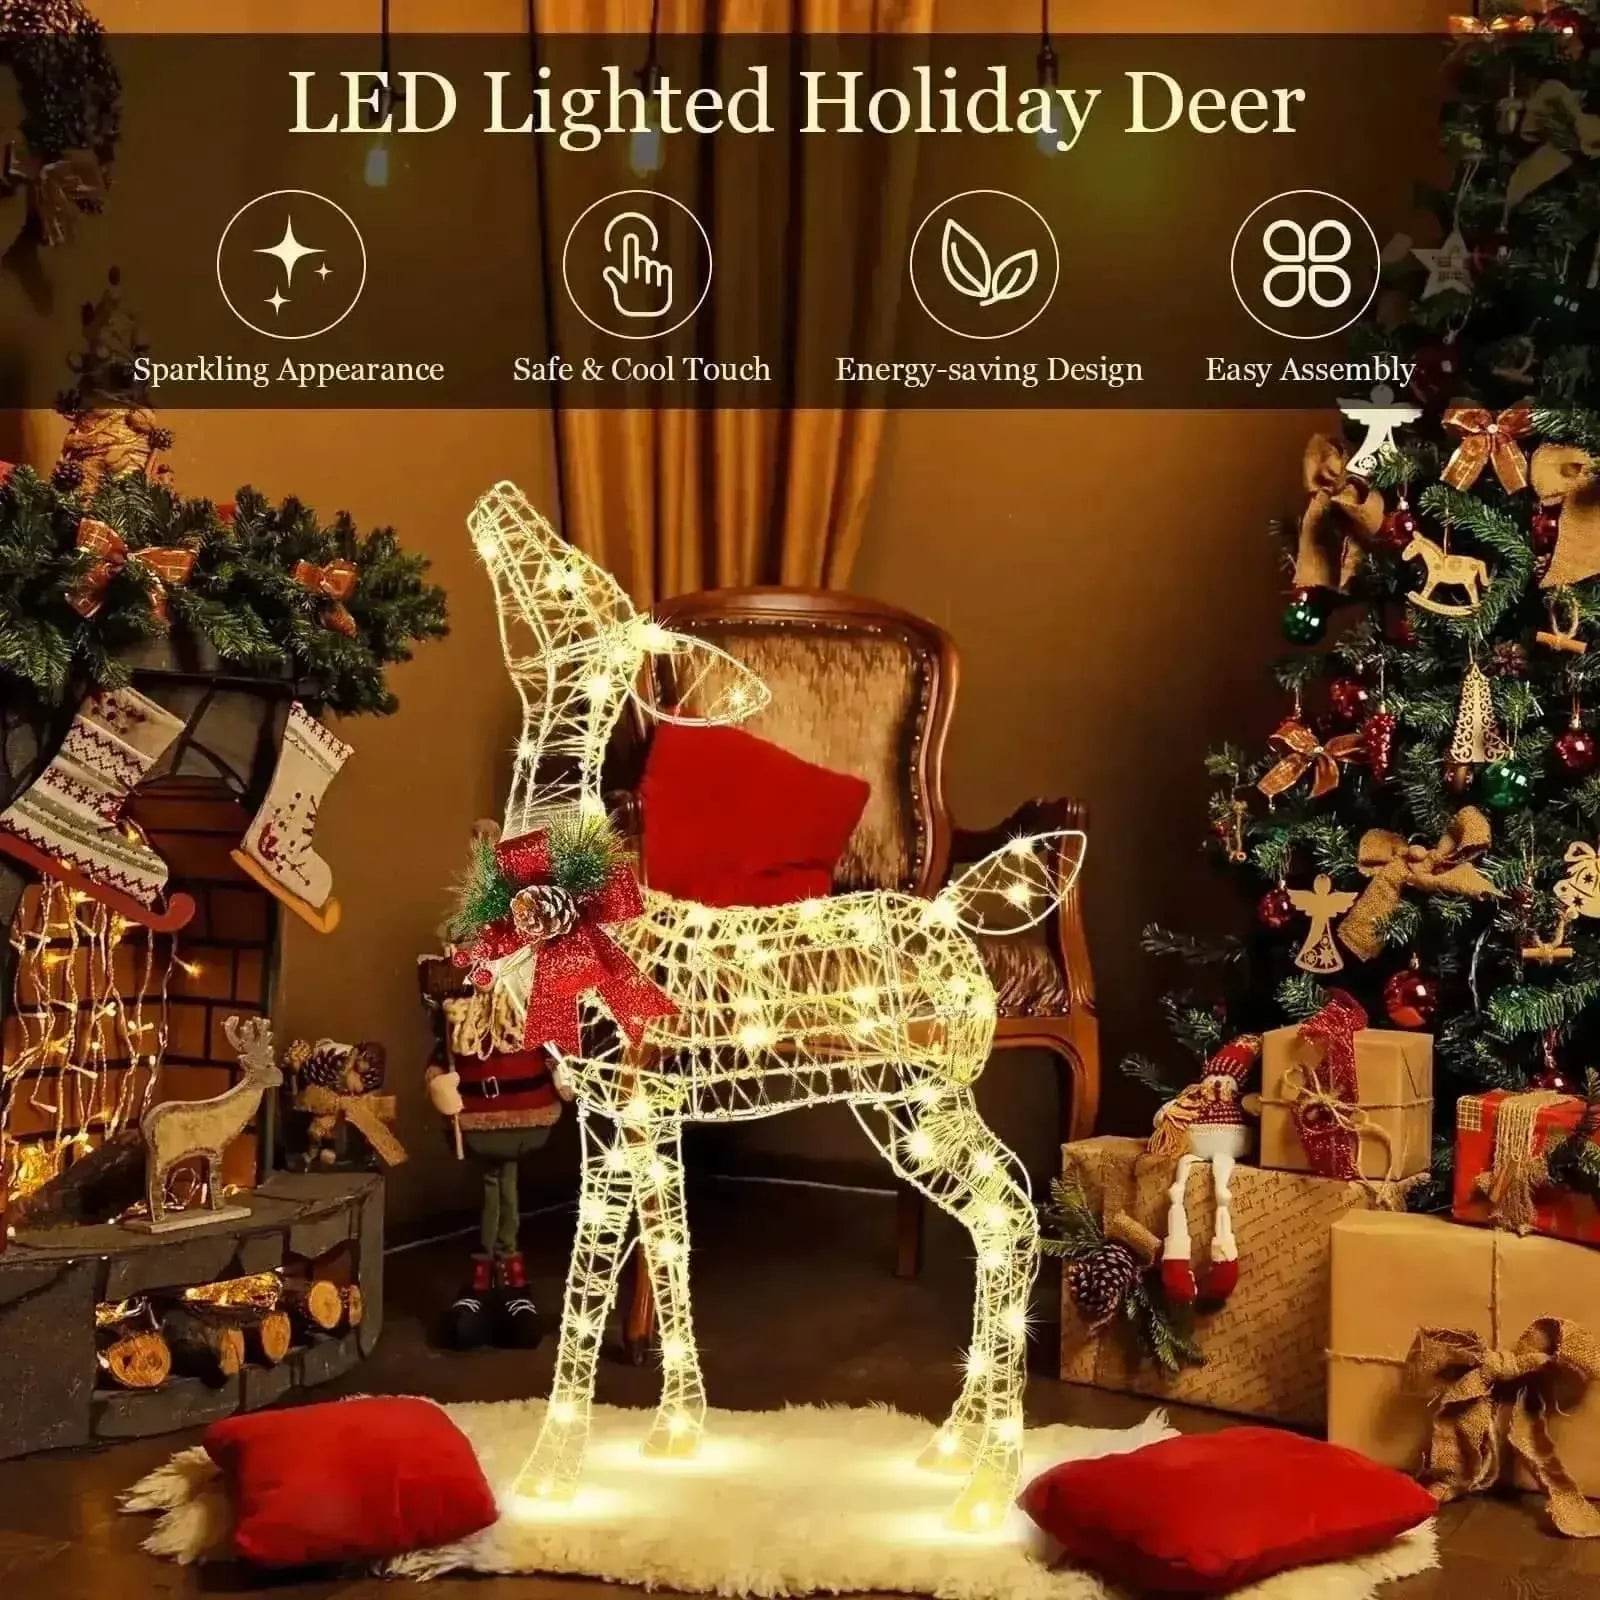 LED Lighted Holiday Deer
Sparkling Appearance
Safe & Cool Touch
Energy-saving Design
Easy Assembly